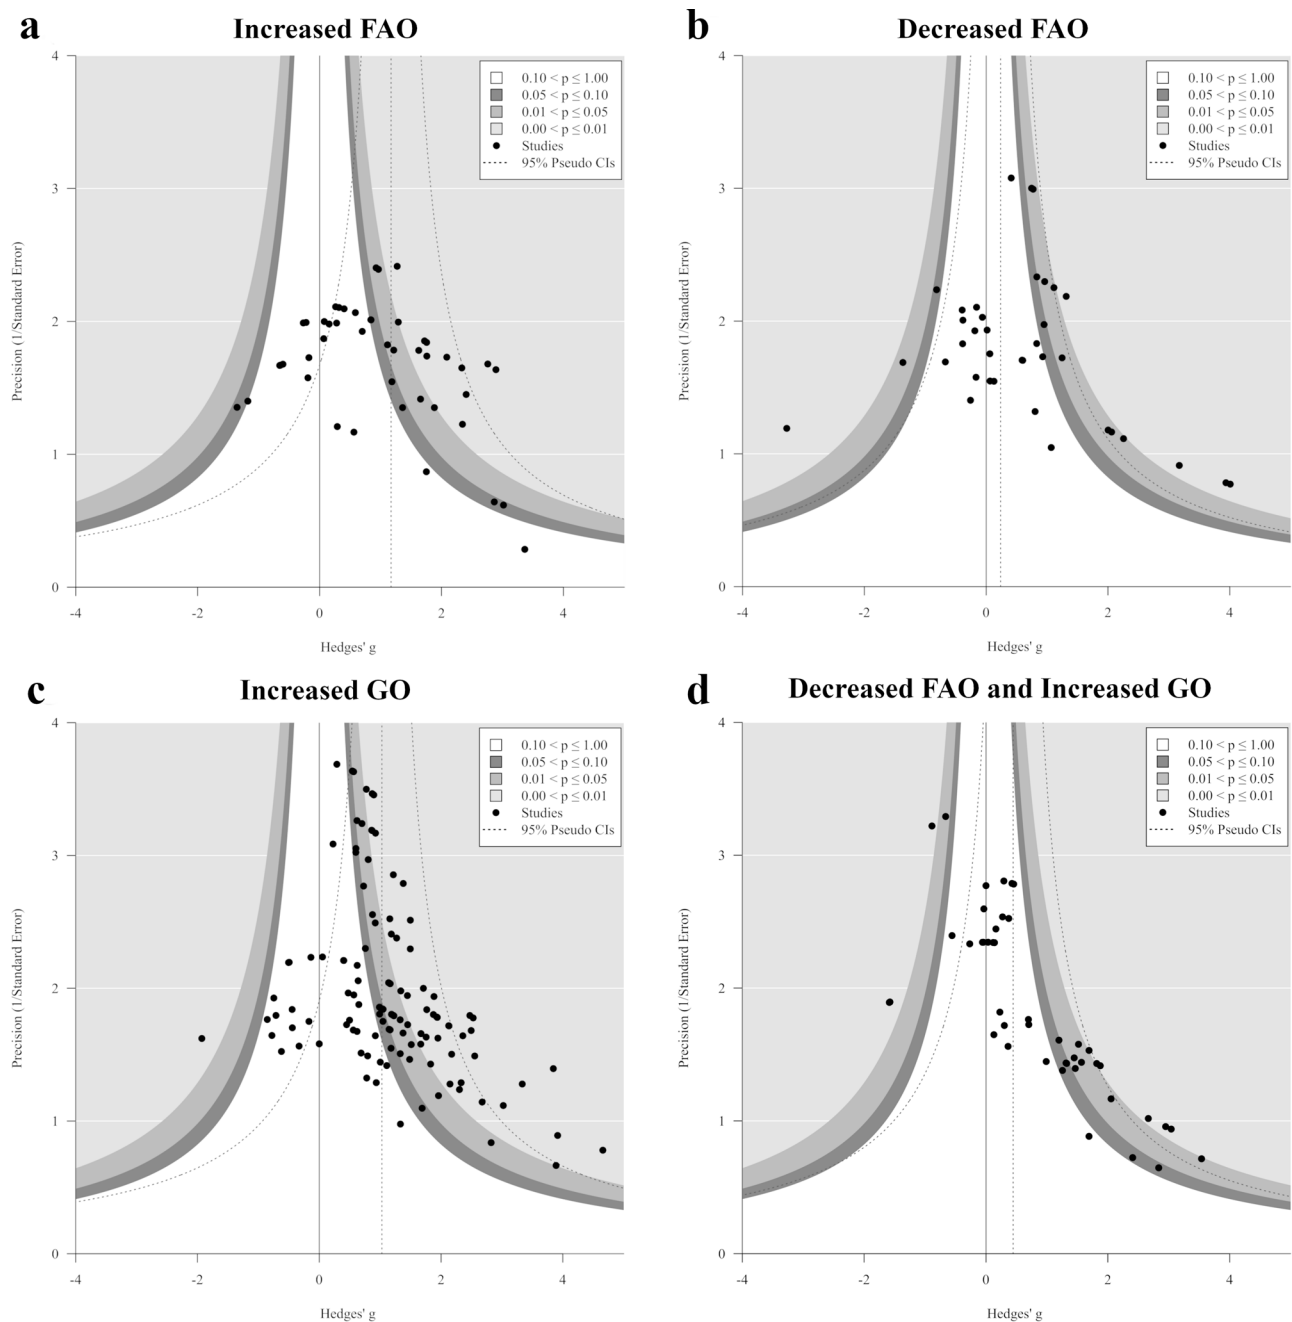 a
Increased FAO
4
3
2
1
0
Precision (1/Standard Error)
0.10 < p ≤ 1.00
0.05 < p ≤ 0.10
0.01 < p ≤ 0.05
0.00 < p ≤ 0.01
Studies
95% Pseudo CIs
-4 -2 0 2 4
Hedges' g
b
Decreased FAO
4
3
2
1
0
Precision (1/Standard Error)
0.10 < p ≤ 1.00
0.05 < p ≤ 0.10
0.01 < p ≤ 0.05
0.00 < p ≤ 0.01
Studies
95% Pseudo CIs
-4 -2 0 2 4
Hedges' g
c
Increased GO
4
3
2
1
0
Precision (1/Standard Error)
0.10 < p ≤ 1.00
0.05 < p ≤ 0.10
0.01 < p ≤ 0.05
0.00 < p ≤ 0.01
Studies
95% Pseudo CIs
-4 -2 0 2 4
Hedges' g
d
Decreased FAO and Increased GO
4
3
2
1
0
Precision (1/Standard Error)
0.10 < p ≤ 1.00
0.05 < p ≤ 0.10
0.01 < p ≤ 0.05
0.00 < p ≤ 0.01
Studies
95% Pseudo CIs
-4 -2 0 2 4
Hedges' g